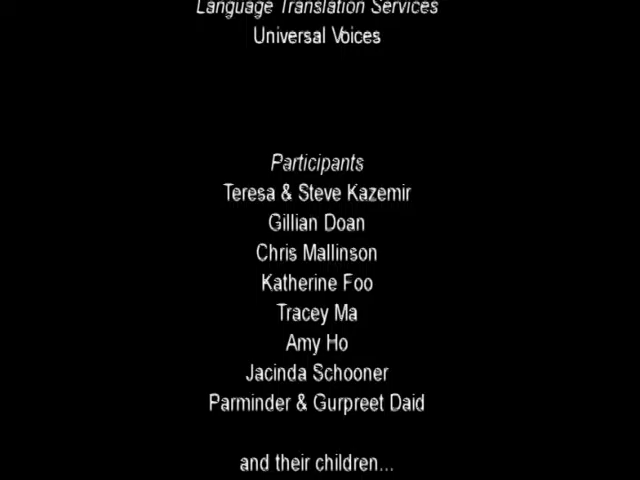 Language Translation Services
Universal Voices
Participants
Teresa & Steve Kazemir
Gillian Doan
Chris Mallinson
Katherine Foo
Tracey Ma
Amy Ho
Jacinda Schooner
Parminder & Gurpreet Daid
and their children...